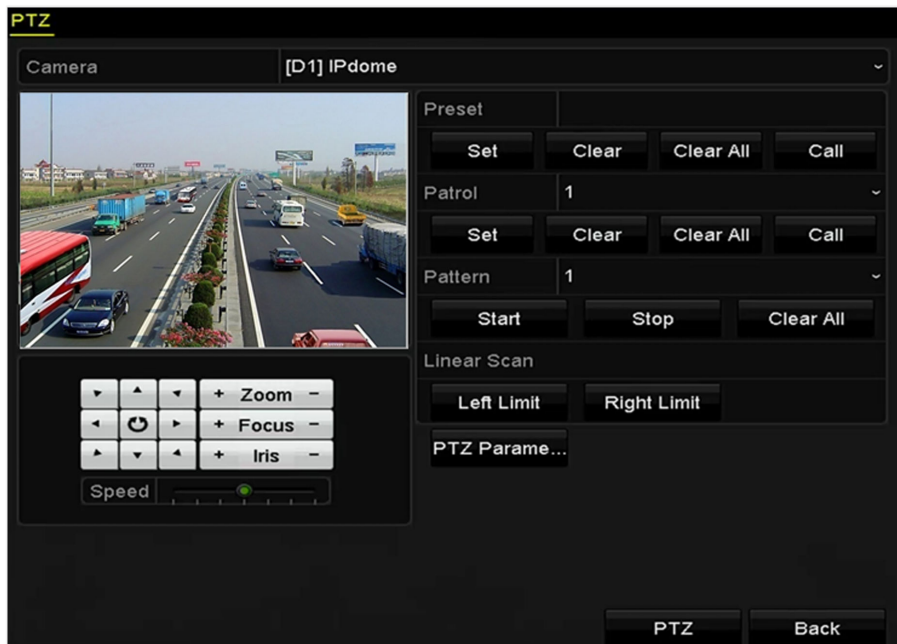 PTZ
Camera [D1] IPdome
Preset
Set Clear Clear All Call
Patrol 1
Set Clear Clear All Call
Pattern 1
Start Stop Clear All
Linear Scan
Left Limit Right Limit
PTZ Parame...
+ Zoom -
+ Focus -
+ Iris -
Speed
PTZ Back